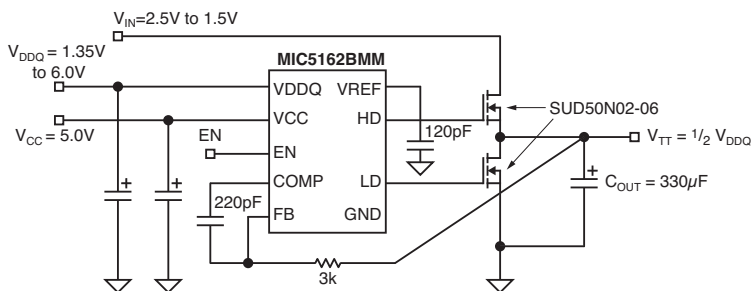 V_IN=2.5V to 1.5V
V_DDQ = 1.35V
to 6.0V
MIC5162BMM
VDDQ VREF
SUD50N02-06
VCC HD
V_CC = 5.0V
EN
120pF
V_TT = 1/2 V_DDQ
EN
COMP LD
C_OUT = 330µF
220pF
FB GND
3k